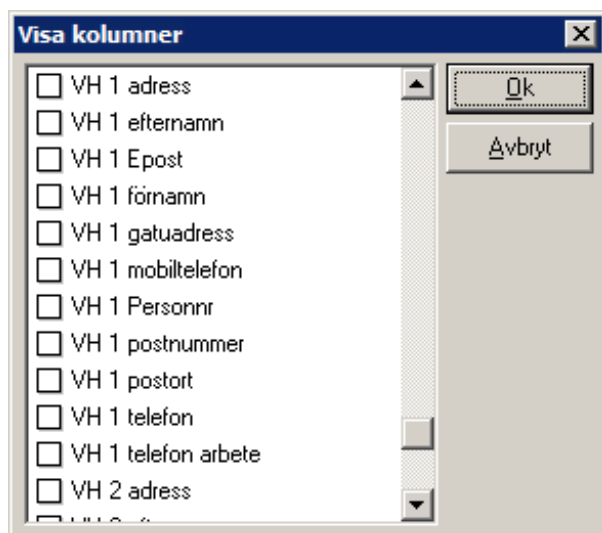 Visa kolumner
VH 1 adress
VH 1 efternamn
VH 1 Epost
VH 1 förnamn
VH 1 gatuadress
VH 1 mobiltelefon
VH 1 Personnr
VH 1 postnummer
VH 1 postort
VH 1 telefon
VH 1 telefon arbete
VH 2 adress
Ok
Avbryt